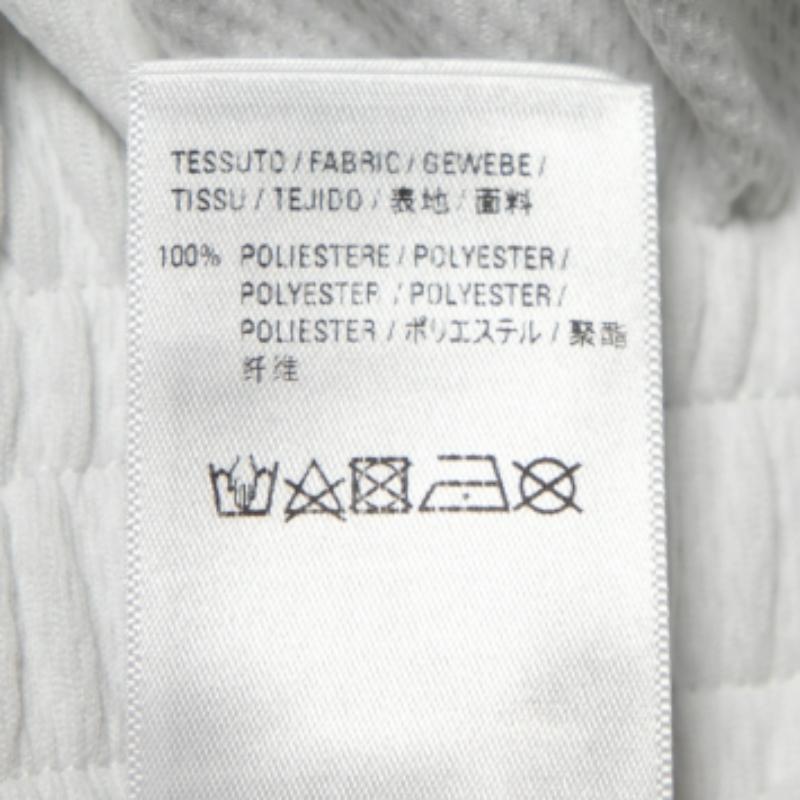 TESSUTO / FABRIC / GEWEBE /
TISSU / TEJIDO / 表地 / 面料
100% POLIESTERE / POLYESTER /
POLYESTER / POLYESTER /
POLIESTER / ポリエステル / 聚酯
纤维